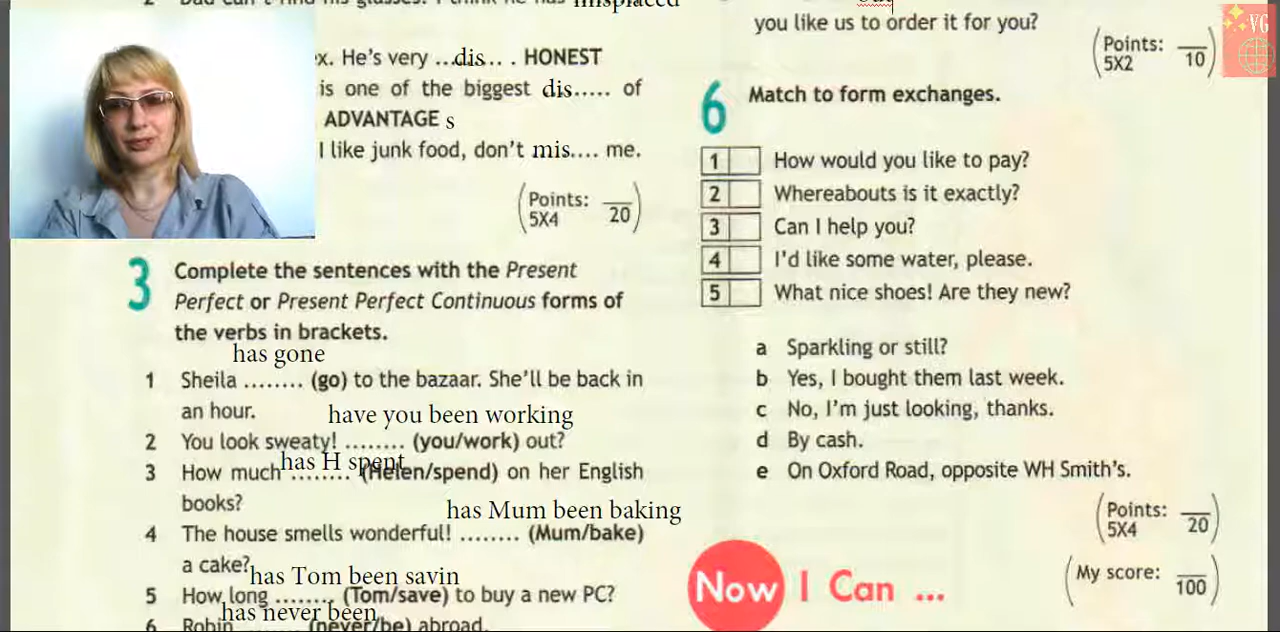 misplaced
x. He's very ...dis... . HONEST
is one of the biggest dis..... of
ADVANTAGE s
I like junk food, don't mis.... me.
(Points: 5X4 __ 20)
3 Complete the sentences with the Present
Perfect or Present Perfect Continuous forms of
the verbs in brackets.
has gone
1 Sheila ........ (go) to the bazaar. She'll be back in
an hour.
have you been working
2 You look sweaty! ........ (you/work) out?
has H spent
3 How much ........ (Helen/spend) on her English
books?
has Mum been baking
4 The house smells wonderful! ........ (Mum/bake)
a cake?
has Tom been savin
5 How long ........ (Tom/save) to buy a new PC?
has never been
6 Robin ........ (never/be) abroad.
you like us to order it for you?
(Points: 5X2 __ 10)
6 Match to form exchanges.
1 How would you like to pay?
2 Whereabouts is it exactly?
3 Can I help you?
4 I'd like some water, please.
5 What nice shoes! Are they new?
a Sparkling or still?
b Yes, I bought them last week.
c No, I'm just looking, thanks.
d By cash.
e On Oxford Road, opposite WH Smith's.
(Points: 5X4 __ 20)
(My score: __ 100)
Now I Can ...
VG